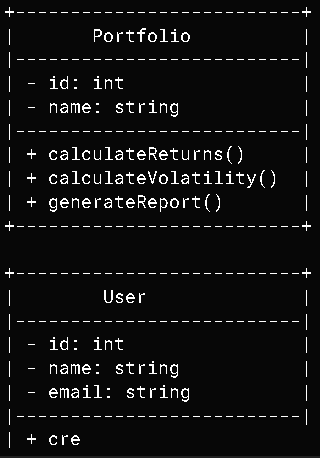 +---------------------------+
|        Portfolio          |
|---------------------------|
| - id: int                 |
| - name: string            |
|---------------------------|
| + calculateReturns()      |
| + calculateVolatility()   |
| + generateReport()        |
+---------------------------+

+---------------------------+
|         User              |
|---------------------------|
| - id: int                 |
| - name: string            |
| - email: string           |
|---------------------------|
| + cre